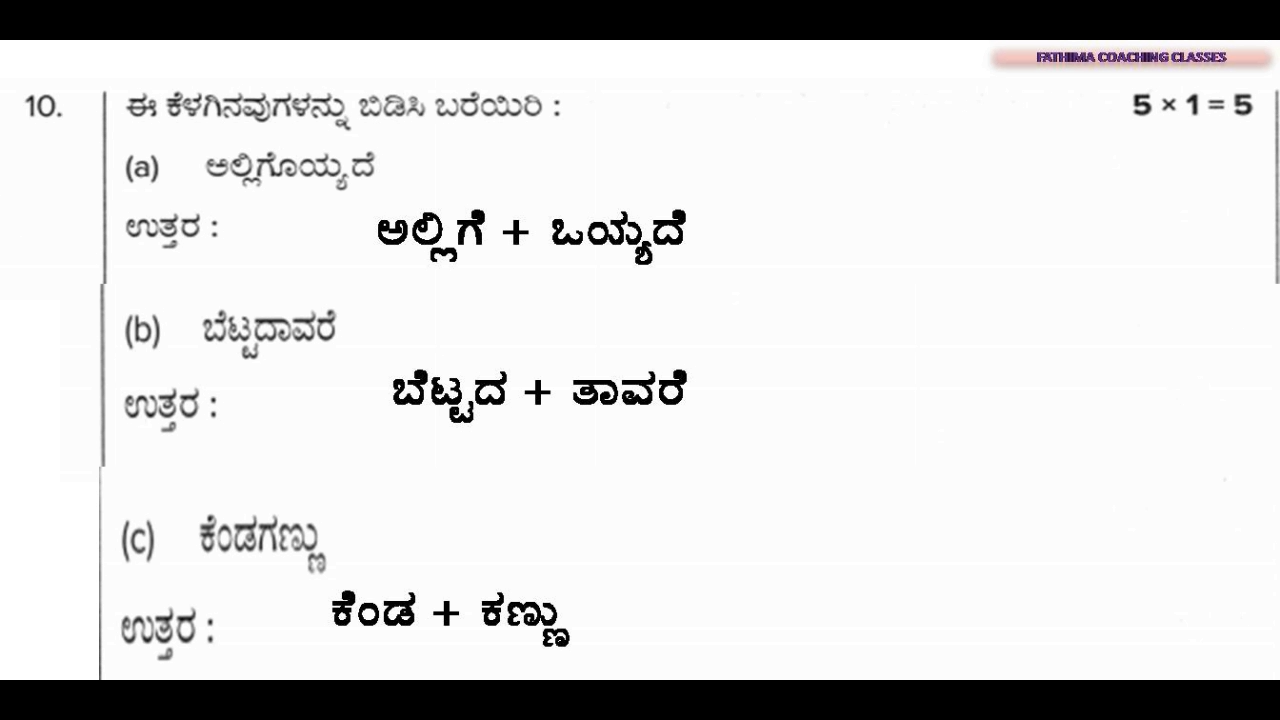 FATHIMA COACHING CLASSES
10. ಈ ಕೆಳಗಿನವುಗಳನ್ನು ಬಿಡಿಸಿ ಬರೆಯಿರಿ : 5 × 1 = 5
(a) ಅಲ್ಲಿಗೊಯ್ಯದೆ
ಉತ್ತರ : ಅಲ್ಲಿಗೆ + ಒಯ್ಯದೆ
(b) ಬೆಟ್ಟದಾವರೆ
ಉತ್ತರ : ಬೆಟ್ಟದ + ತಾವರೆ
(c) ಕೆಂಡಗಣ್ಣು
ಉತ್ತರ : ಕೆಂಡ + ಕಣ್ಣು